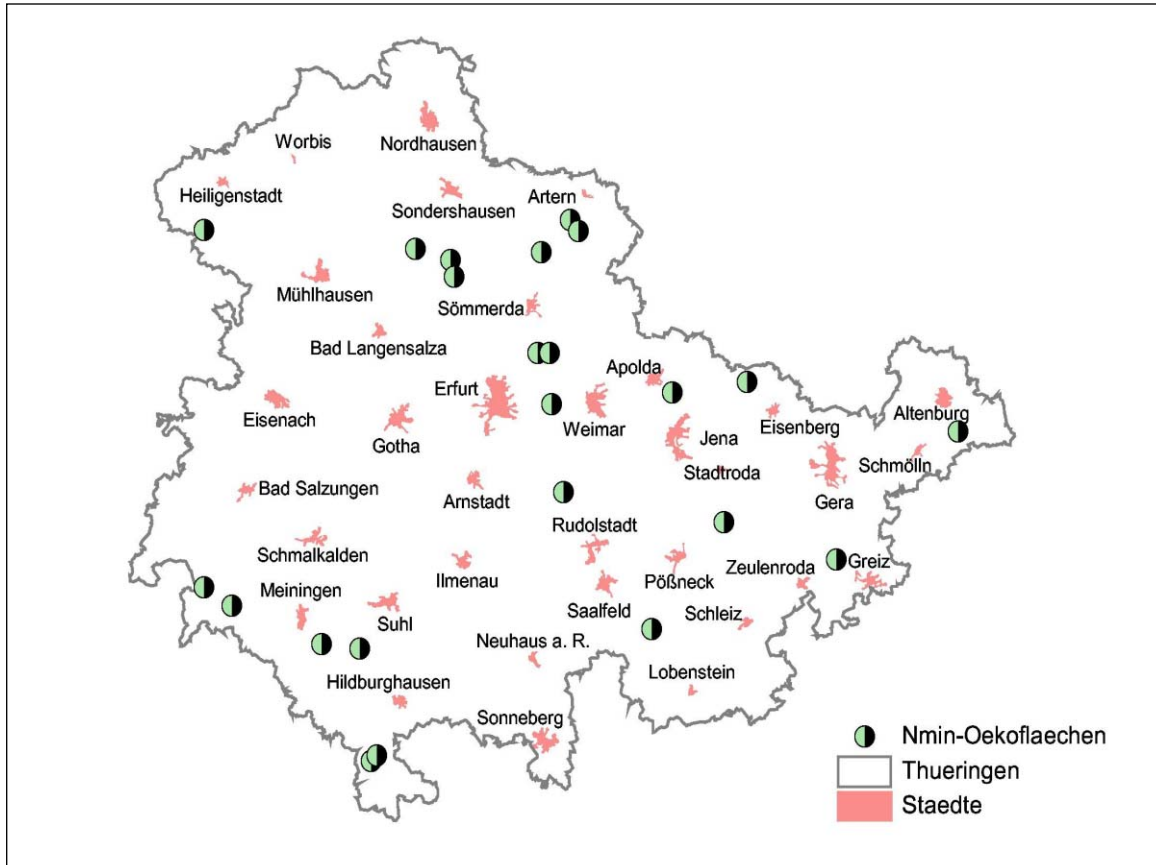 Worbis
Nordhausen
Heiligenstadt
Sondershausen
Artern
Mühlhausen
Sömmerda
Bad Langensalza
Apolda
Erfurt
Eisenach
Gotha
Weimar
Jena
Eisenberg
Altenburg
Stadtroda
Schmölln
Bad Salzungen
Arnstadt
Gera
Rudolstadt
Schmalkalden
Ilmenau
Pößneck
Zeulenroda
Greiz
Meiningen
Suhl
Saalfeld
Schleiz
Neuhaus a. R.
Hildburghausen
Lobenstein
Sonneberg
Nmin-Oekoflaechen
Thueringen
Staedte